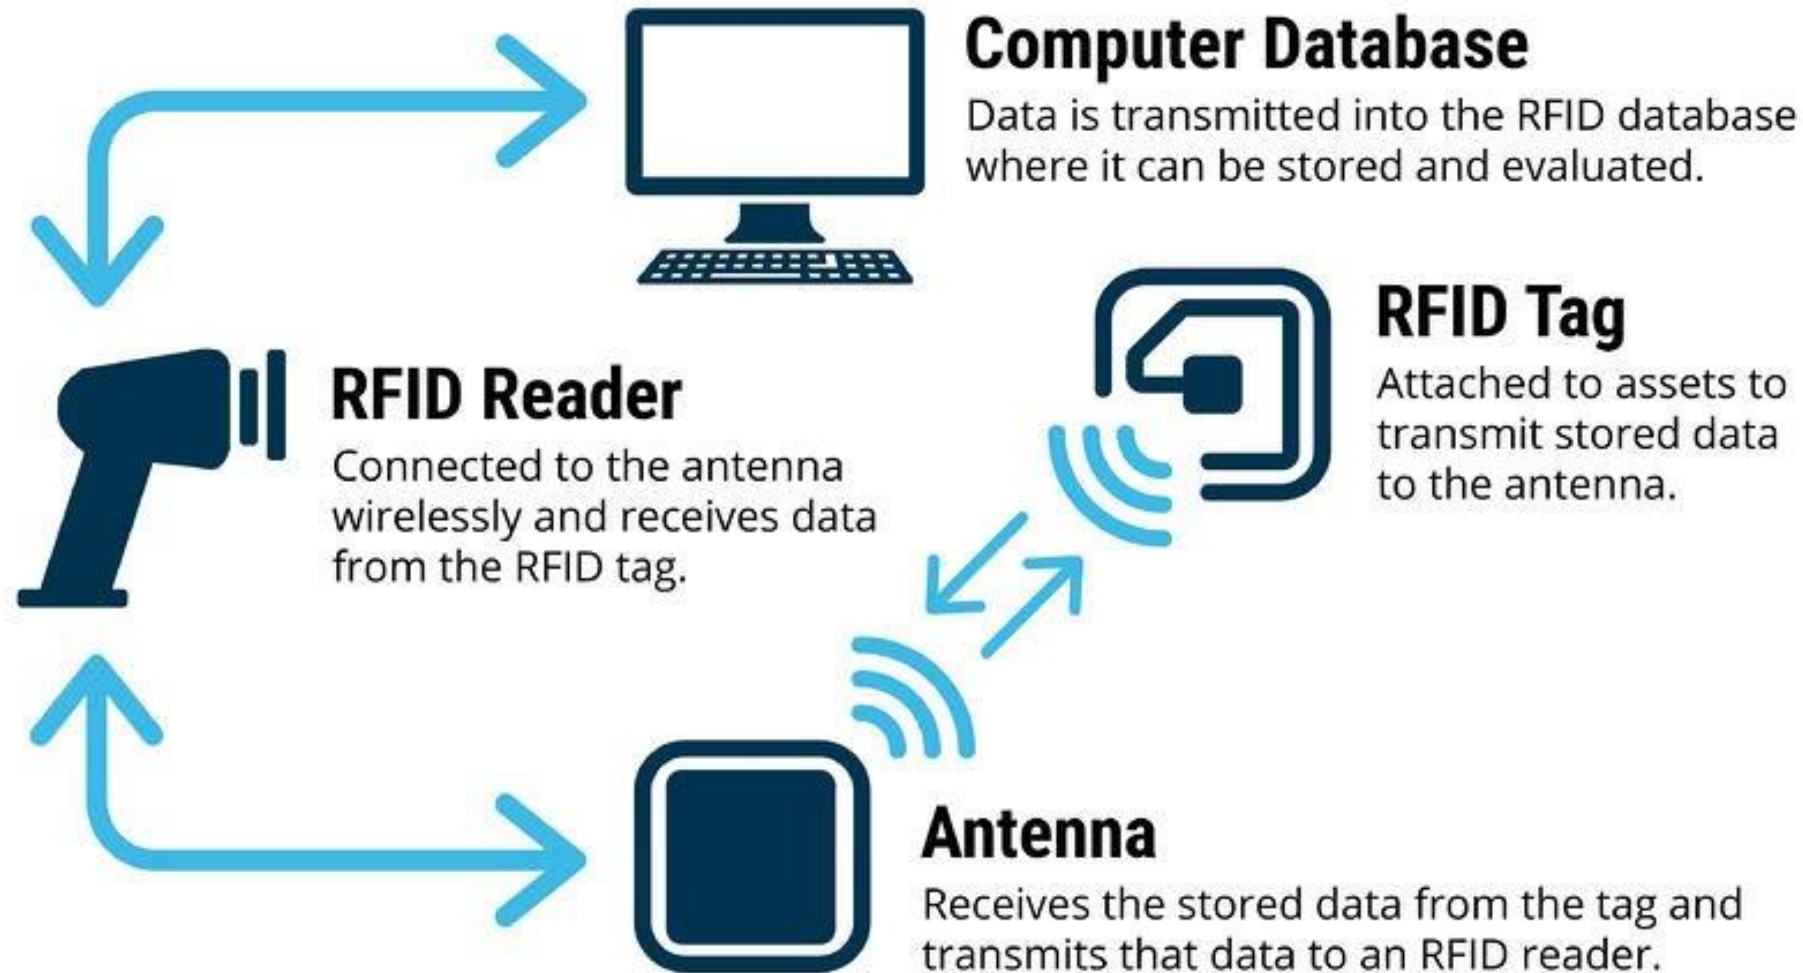 Computer Database
Data is transmitted into the RFID database
where it can be stored and evaluated.
RFID Tag
Attached to assets to
transmit stored data
to the antenna.
RFID Reader
Connected to the antenna
wirelessly and receives data
from the RFID tag.
Antenna
Receives the stored data from the tag and
transmits that data to an RFID reader.